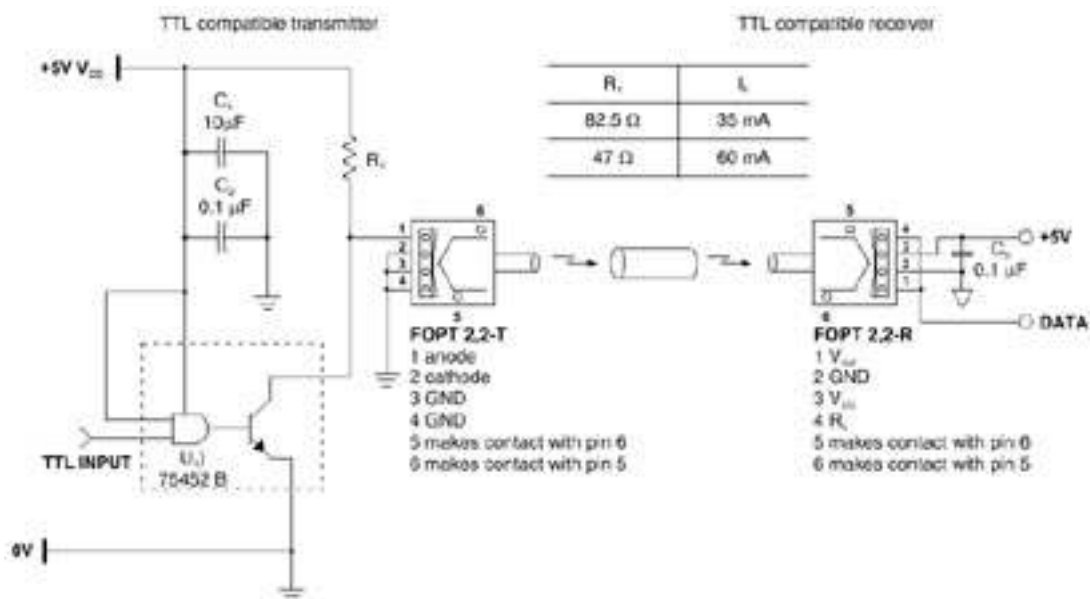 TTL compatible transmitter
TTL compatible receiver
+5V V
C
10µF
C
0.1 µF
R
R I
82.5 Ω 35 mA
47 Ω 60 mA
6
1
2
3
4
5
FOPT 2,2-T
1 anode
2 cathode
3 GND
4 GND
5 makes contact with pin 6
6 makes contact with pin 5
5
4
3
2
1
6
+5V
C
0.1 µF
DATA
FOPT 2,2-R
1 V
2 GND
3 V
4 R
5 makes contact with pin 6
6 makes contact with pin 5
TTL INPUT
75452 B
0V